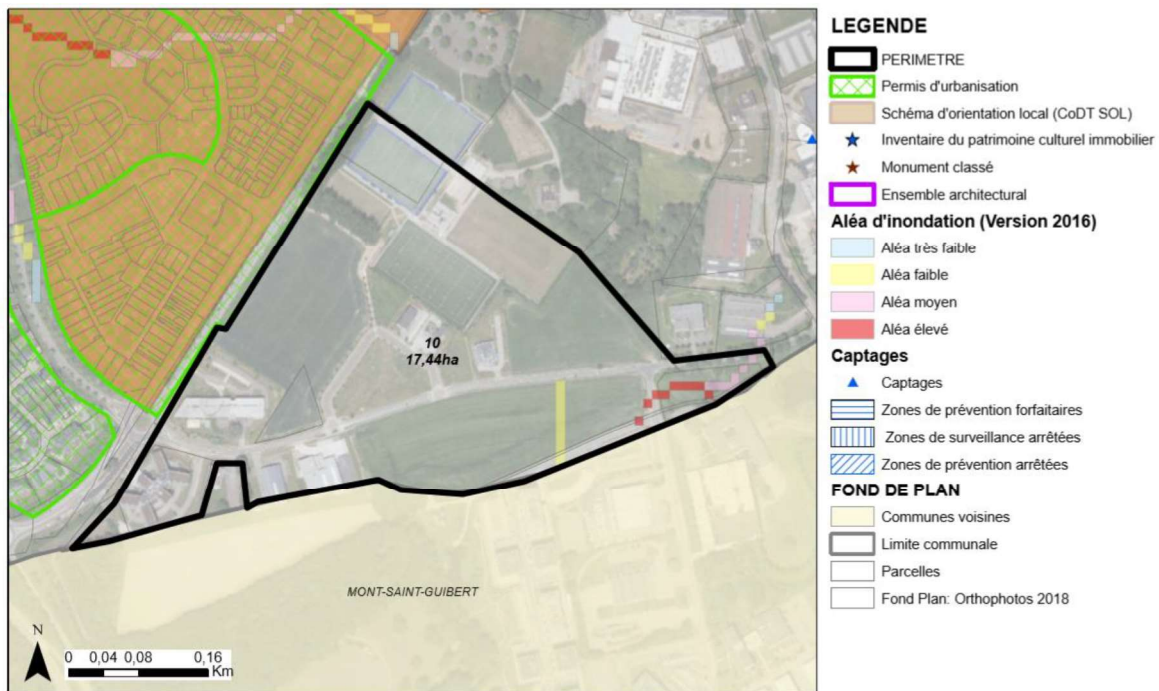 10
17,44ha
MONT-SAINT-GUIBERT
N
0 0,04 0,08 0,16
Km
LEGENDE
PERIMETRE
Permis d'urbanisation
Schéma d'orientation local (CoDT SOL)
Inventaire du patrimoine culturel immobilier
Monument classé
Ensemble architectural
Aléa d'inondation (Version 2016)
Aléa très faible
Aléa faible
Aléa moyen
Aléa élevé
Captages
Captages
Zones de prévention forfaitaires
Zones de surveillance arrêtées
Zones de prévention arrêtées
FOND DE PLAN
Communes voisines
Limite communale
Parcelles
Fond Plan: Orthophotos 2018